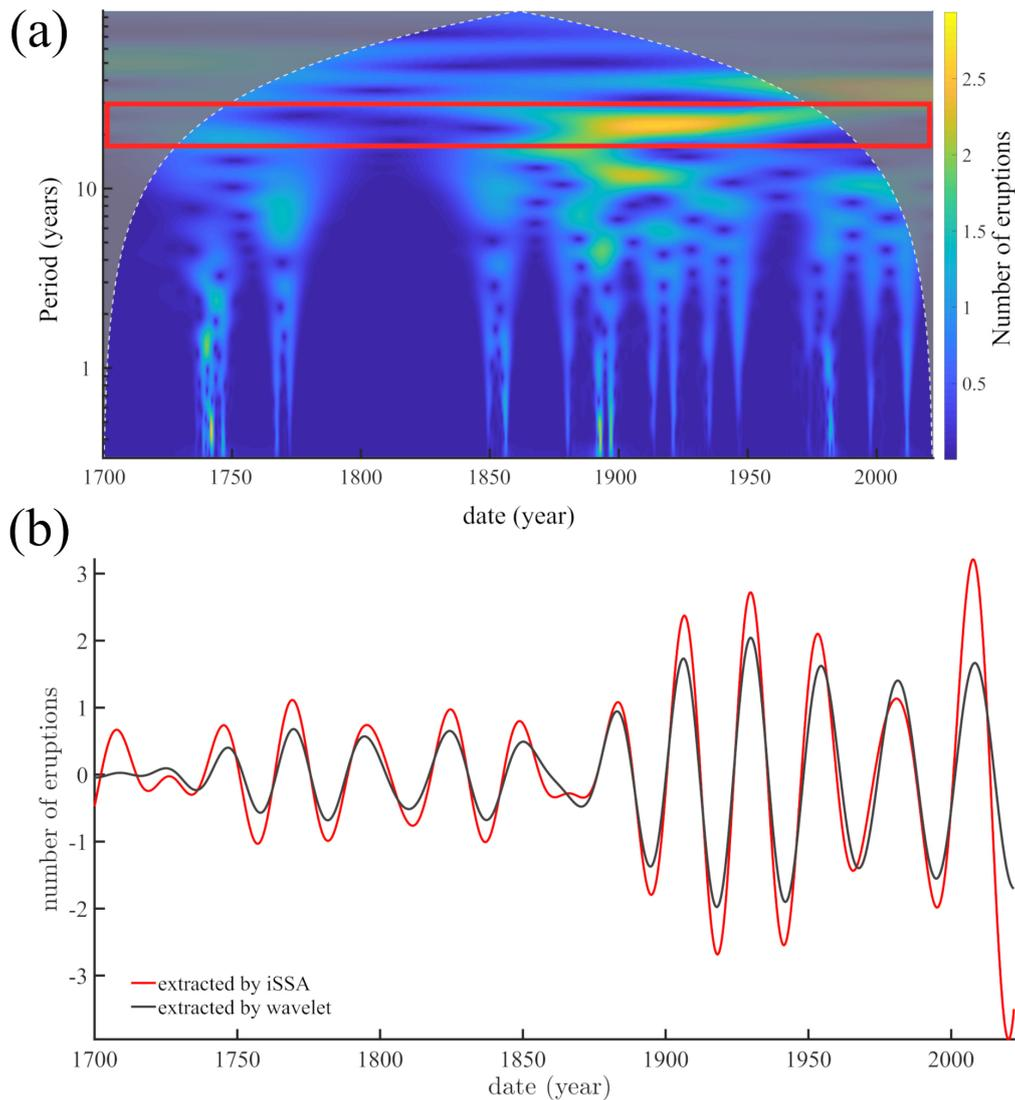 (a)
Period (years)
10
1
1700 1750 1800 1850 1900 1950 2000
date (year)
2.5
2
1.5
1
0.5
Number of eruptions
(b)
number of eruptions
3
2
1
0
-1
-2
-3
extracted by iSSA
extracted by wavelet
1700 1750 1800 1850 1900 1950 2000
date (year)